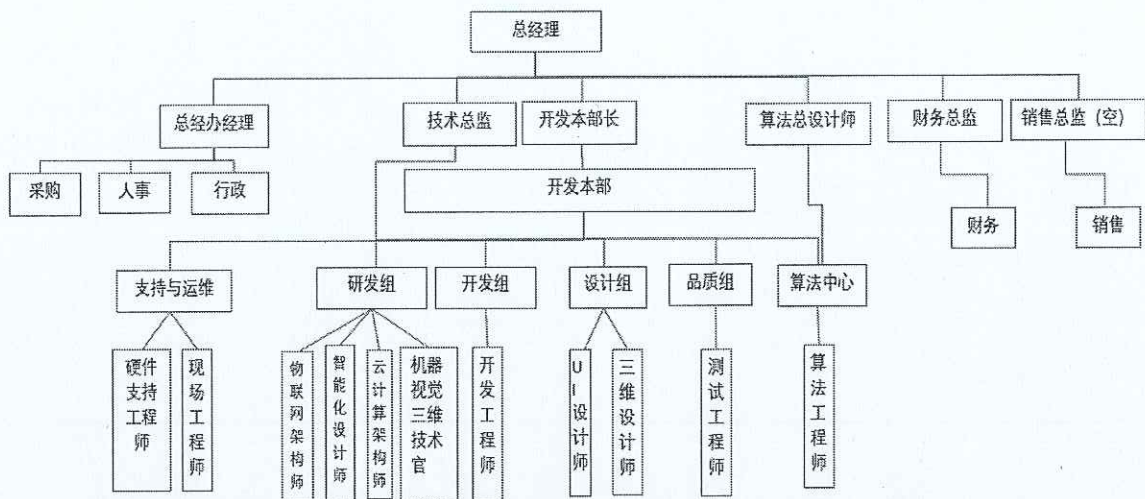 总经理
总经办经理
技术总监
开发本部长
算法总设计师
财务总监
销售总监（空）
采购
人事
行政
开发本部
财务
销售
支持与运维
研发组
开发组
设计组
品质组
算法中心
硬件支持工程师
现场工程师
物联网架构师
智能化设计师
云计算架构师
机器视觉三维技术官
开发工程师
UI设计师
三维设计师
测试工程师
算法工程师